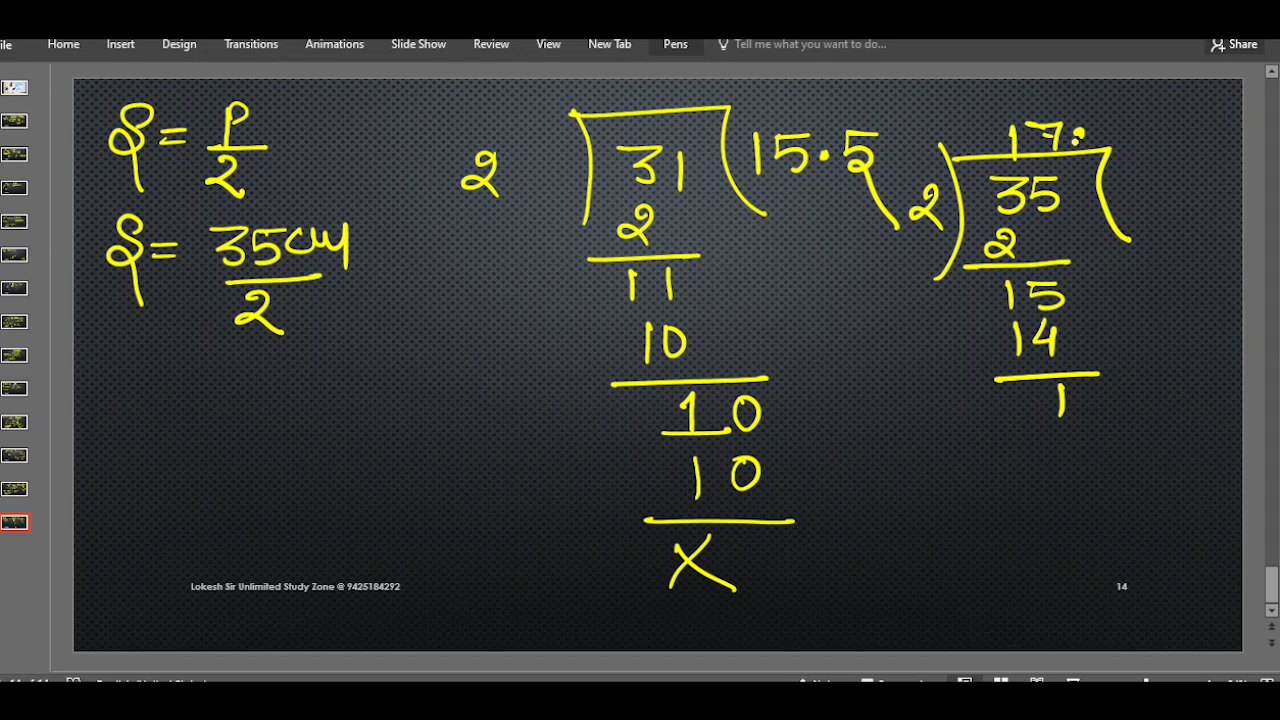 ile Home Insert Design Transitions Animations Slide Show Review View New Tab Pens Tell me what you want to do... Share
S = P/2
S = 35cm/2
2 31 15.5
2
11
10
10
10
X
17.
2 35
2
15
14
1
Lokesh Sir Unlimited Study Zone @ 9425184292
14